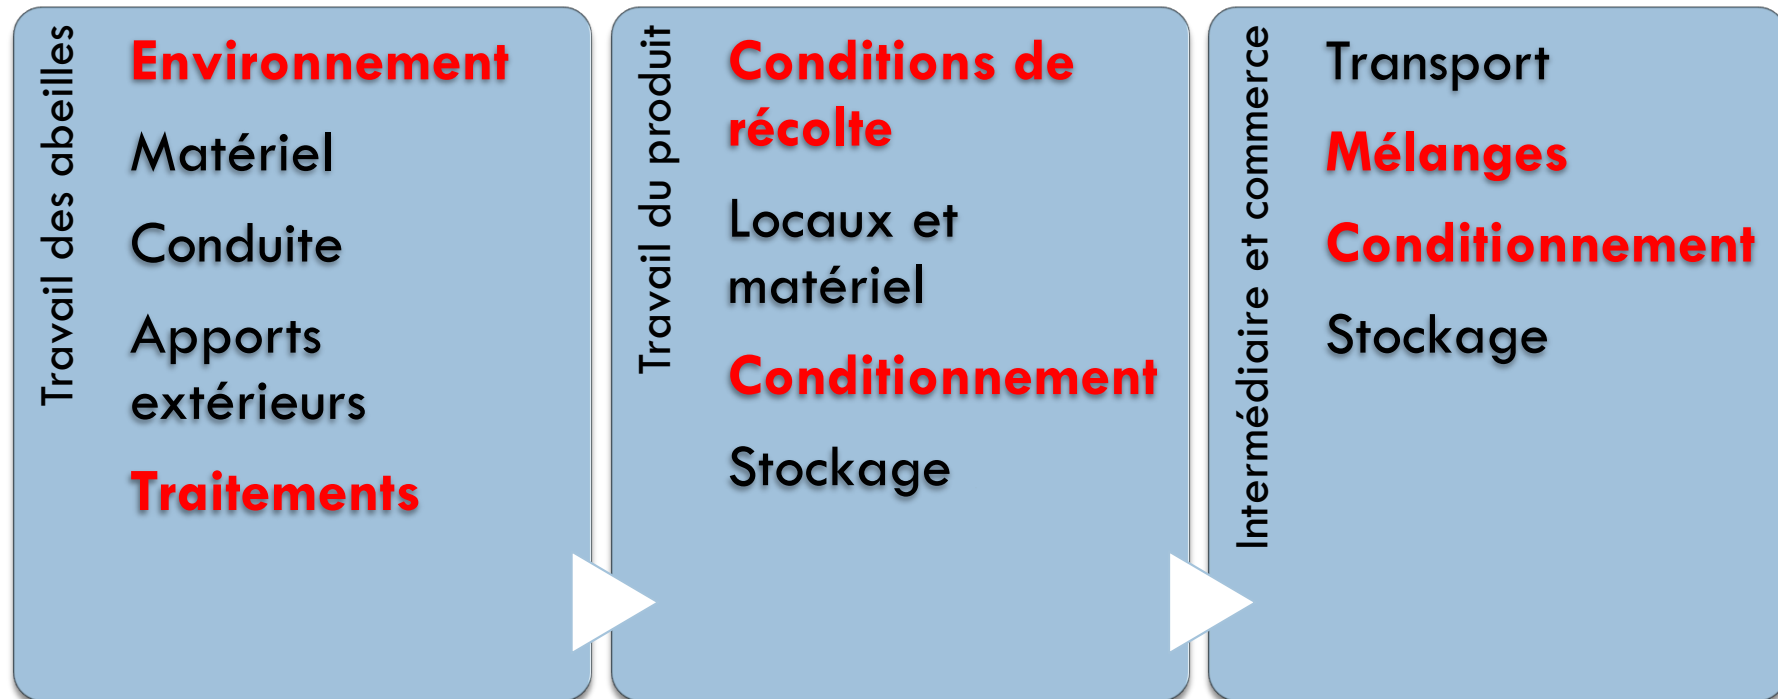 Travail des abeilles
Environnement
Matériel
Conduite
Apports
extérieurs
Traitements
Travail du produit
Conditions de
récolte
Locaux et
matériel
Conditionnement
Stockage
Intermédiaire et commerce
Transport
Mélanges
Conditionnement
Stockage